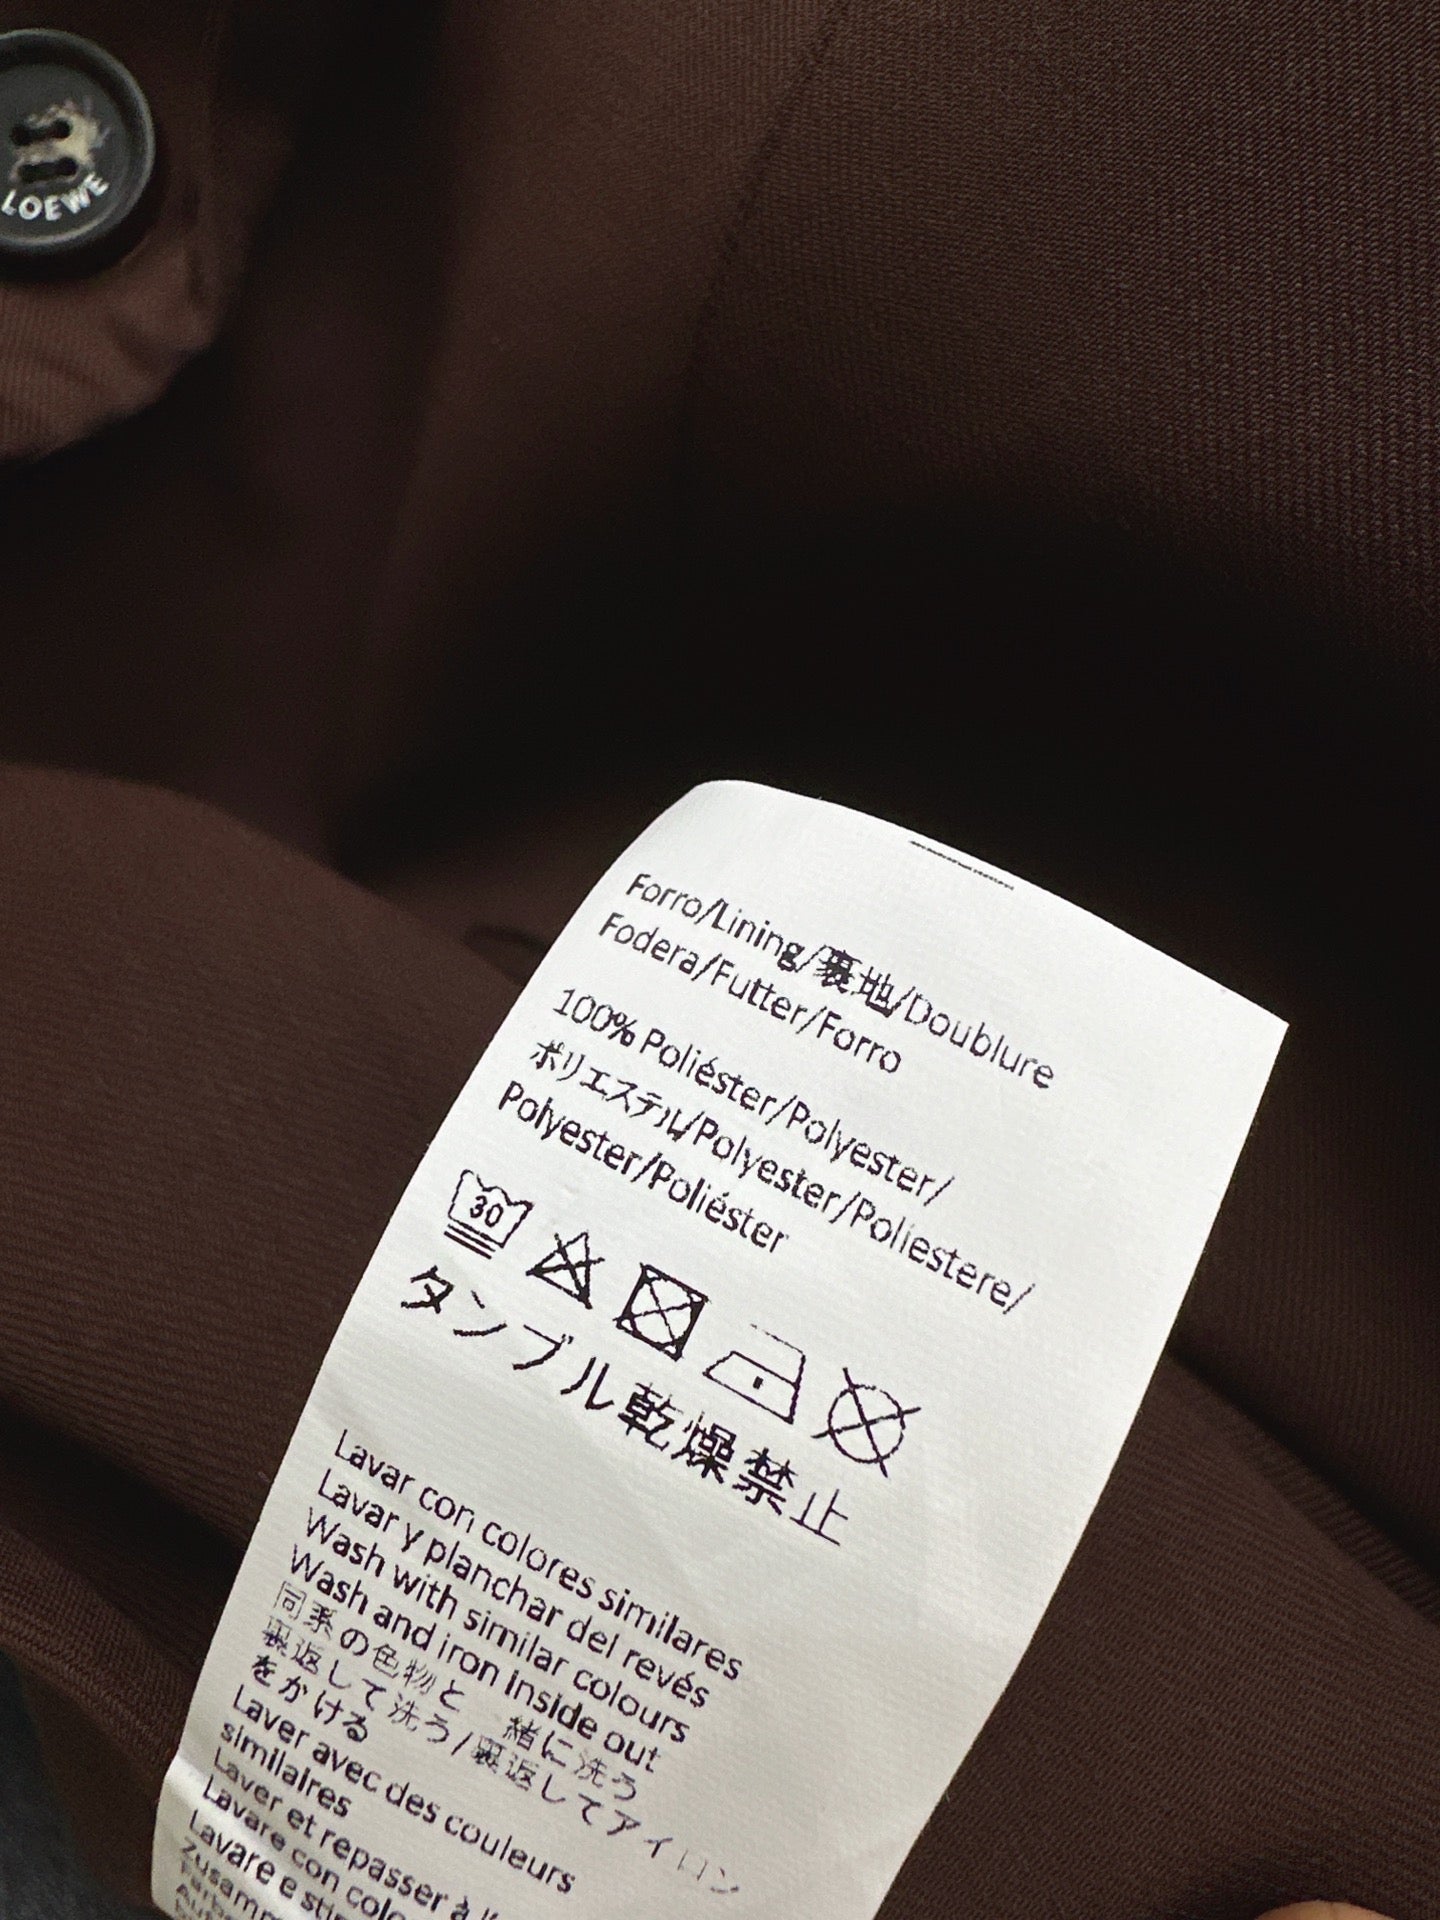 LOEWE
Forro/Lining/裏地/Doublure
Fodera/Futter/Forro
100% Poliéster/Polyester/
ポリエステル/Polyester/Poliestere/
Polyester/Poliéster
30
タンブル乾燥禁止
Lavar con colores similares
Lavar y planchar del revés
Wash with similar colours
Wash and iron inside out
同系の色物と 緒に洗う
裏返して洗う/裏返してアイロン
をかける
Laver avec des couleurs
similaires
Laver et repasser à
Lavare con
Lavare e